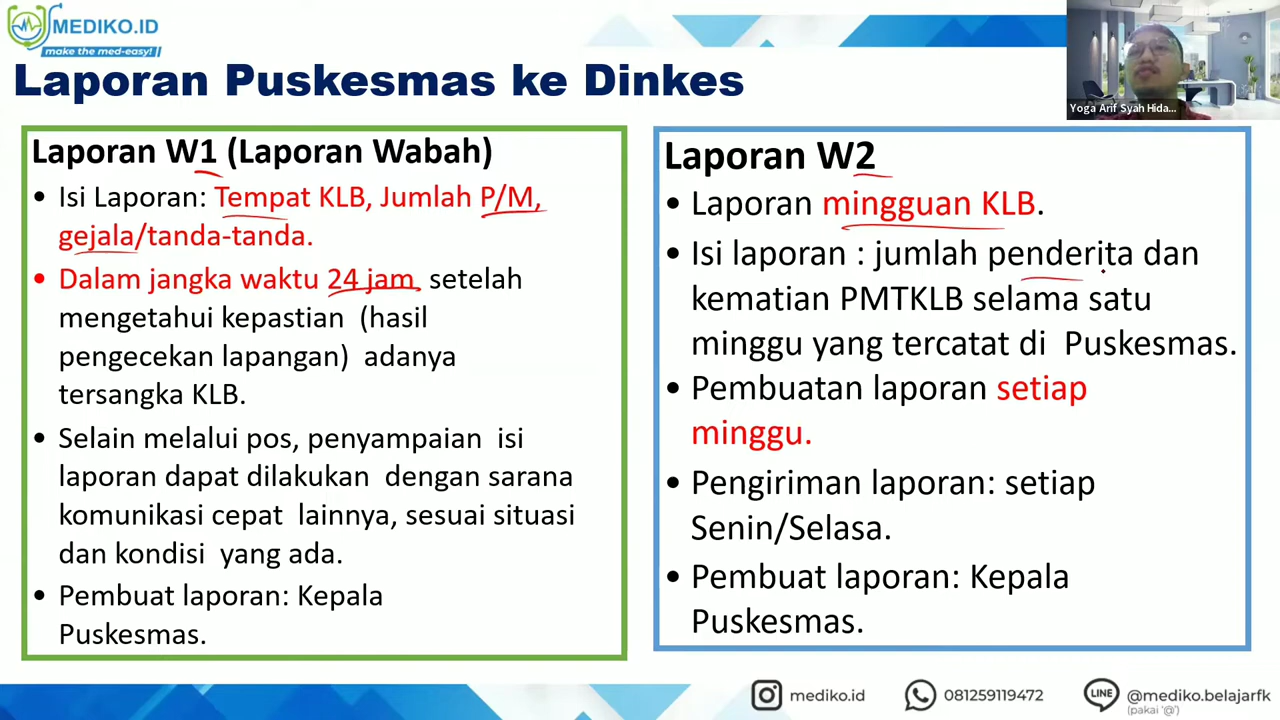 MEDIKO.ID
make the med-easy!
Laporan Puskesmas ke Dinkes
Yoga Arif Syah Hida...
Laporan W1 (Laporan Wabah)
• Isi Laporan: Tempat KLB, Jumlah P/M,
gejala/tanda-tanda.
• Dalam jangka waktu 24 jam, setelah
mengetahui kepastian (hasil
pengecekan lapangan) adanya
tersangka KLB.
• Selain melalui pos, penyampaian isi
laporan dapat dilakukan dengan sarana
komunikasi cepat lainnya, sesuai situasi
dan kondisi yang ada.
• Pembuat laporan: Kepala
Puskesmas.
Laporan W2
• Laporan mingguan KLB.
• Isi laporan : jumlah penderita dan
kematian PMTKLB selama satu
minggu yang tercatat di Puskesmas.
• Pembuatan laporan setiap
minggu.
• Pengiriman laporan: setiap
Senin/Selasa.
• Pembuat laporan: Kepala
Puskesmas.
mediko.id
081259119472
LINE
@mediko.belajarfk
(pakai '@')